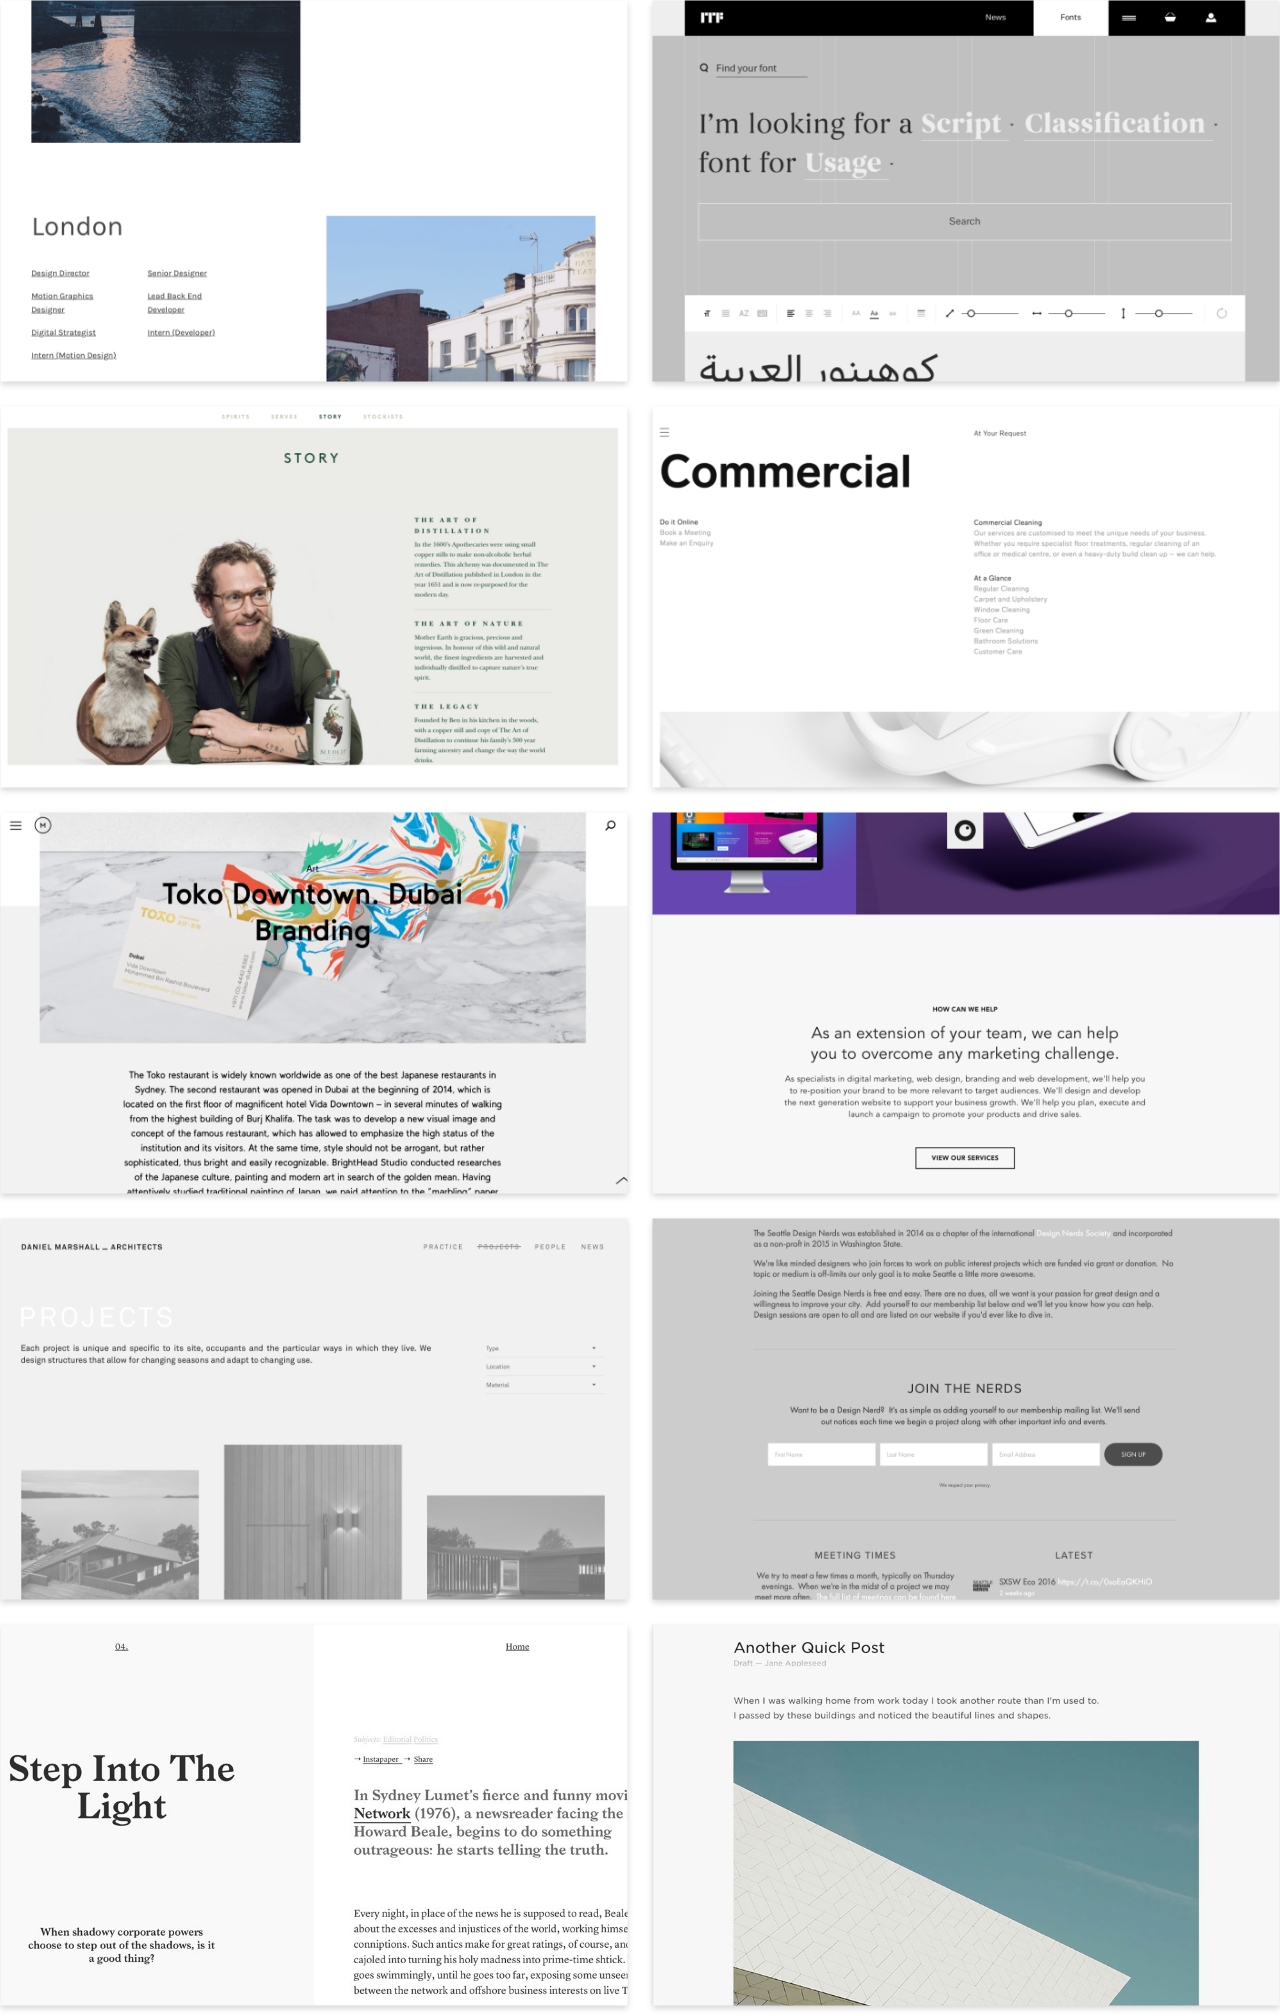 London
Design Director
Senior Designer
Motion Graphics
Designer
Lead Back End
Developer
Digital Strategist
Intern (Developer)
Intern (Motion Design)
ITF
News
Fonts
Find your font
I'm looking for a Script · Classification ·
font for Usage ·
Search
كوهينور العربية
SPIRITS SERVES STORY STOCKISTS
STORY
THE ART OF
DISTILLATION
In the 1600's Apothecaries were using small
copper stills to make non-alcoholic herbal
remedies. This alchemy was documented in The
Art of Distillation published in London in the
year 1651 and is now re-purposed for the
modern day.
THE ART OF NATURE
Mother Earth is gracious, precious and
ingenious. In honour of this wild and natural
world, the finest ingredients are harvested and
individually distilled to capture nature's true
spirit.
THE LEGACY
Founded by Ben in his kitchen in the woods,
with a copper still and copy of The Art of
Distillation to continue his family's 300 year
farming ancestry and change the way the world
drinks.
At Your Request
Commercial
Do it Online
Book a Meeting
Make an Enquiry
Commercial Cleaning
Our services are customised to meet the unique needs of your business.
Whether you require specialist floor treatments, regular cleaning of an
office or medical centre, or even a heavy-duty build clean up – we can help.
At a Glance
Regular Cleaning
Carpet and Upholstery
Window Cleaning
Floor Care
Green Cleaning
Bathroom Solutions
Customer Care
M
Art
Toko Downtown. Dubai
Branding
TOKO
Dubai
Vida Downtown
Mohammed Bin Rashid Boulevard
The Toko restaurant is widely known worldwide as one of the best Japanese restaurants in
Sydney. The second restaurant was opened in Dubai at the beginning of 2014, which is
located on the first floor of magnificent hotel Vida Downtown – in several minutes of walking
from the highest building of Burj Khalifa. The task was to develop a new visual image and
concept of the famous restaurant, which has allowed to emphasize the high status of the
institution and its visitors. At the same time, style should not be arrogant, but rather
sophisticated, thus bright and easily recognizable. BrightHead Studio conducted researches
of the Japanese culture, painting and modern art in search of the golden mean. Having
attentively studied traditional painting of Japan, we paid attention to the "marbling" paper
HOW CAN WE HELP
As an extension of your team, we can help
you to overcome any marketing challenge.
As specialists in digital marketing, web design, branding and web development, we'll help you
to re-position your brand to be more relevant to target audiences. We'll design and develop
the next generation website to support your business growth. We'll help you plan, execute and
launch a campaign to promote your products and drive sales.
VIEW OUR SERVICES
DANIEL MARSHALL _ ARCHITECTS
PRACTICE PROJECTS PEOPLE NEWS
PROJECTS
Each project is unique and specific to its site, occupants and the particular ways in which they live. We
design structures that allow for changing seasons and adapt to changing use.
Type
Location
Material
The Seattle Design Nerds was established in 2014 as a chapter of the international Design Nerds Society and incorporated
as a non-profit in 2015 in Washington State.
We're like minded designers who join forces to work on public interest projects which are funded via grant or donation. No
topic or medium is off-limits our only goal is to make Seattle a little more awesome.
Joining the Seattle Design Nerds is free and easy. There are no dues, all we want is your passion for great design and a
willingness to improve your city. Add yourself to our membership list below and we'll let you know how you can help.
Design sessions are open to all and are listed on our website if you'd ever like to dive in.
JOIN THE NERDS
Want to be a Design Nerd? It's as simple as adding yourself to our membership mailing list. We'll send
out notices each time we begin a project along with other important info and events.
First Name
Last Name
Email Address
SIGN UP
We respect your privacy.
MEETING TIMES
We try to meet a few times a month, typically on Thursday
evenings. When we're in the midst of a project we may
meet more often. The full list of meetings can be found here
LATEST
SEATTLE
DESIGN
NERDS
SXSW Eco 2016
2 weeks ago
04.
Step Into The
Light
When shadowy corporate powers
choose to step out of the shadows, is it
a good thing?
Home
Subjects: Editorial Politics
→ Instapaper → Share
In Sydney Lumet's fierce and funny movi
Network (1976), a newsreader facing the
Howard Beale, begins to do something
outrageous: he starts telling the truth.
Every night, in place of the news he is supposed to read, Beale
about the excesses and injustices of the world, working himse
conniptions. Such antics make for great ratings, of course, and
cajoled into turning his holy madness into prime-time shtick.
goes swimmingly, until he goes too far, exposing some unseen
between the network and offshore business interests on live T
Another Quick Post
Draft — Jane Appleseed
When I was walking home from work today I took another route than I'm used to.
I passed by these buildings and noticed the beautiful lines and shapes.